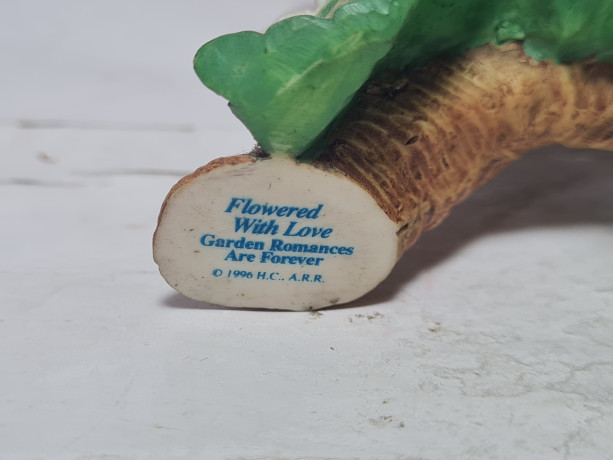 Flowered
With Love
Garden Romances
Are Forever
© 1996 H.C., A.R.R.